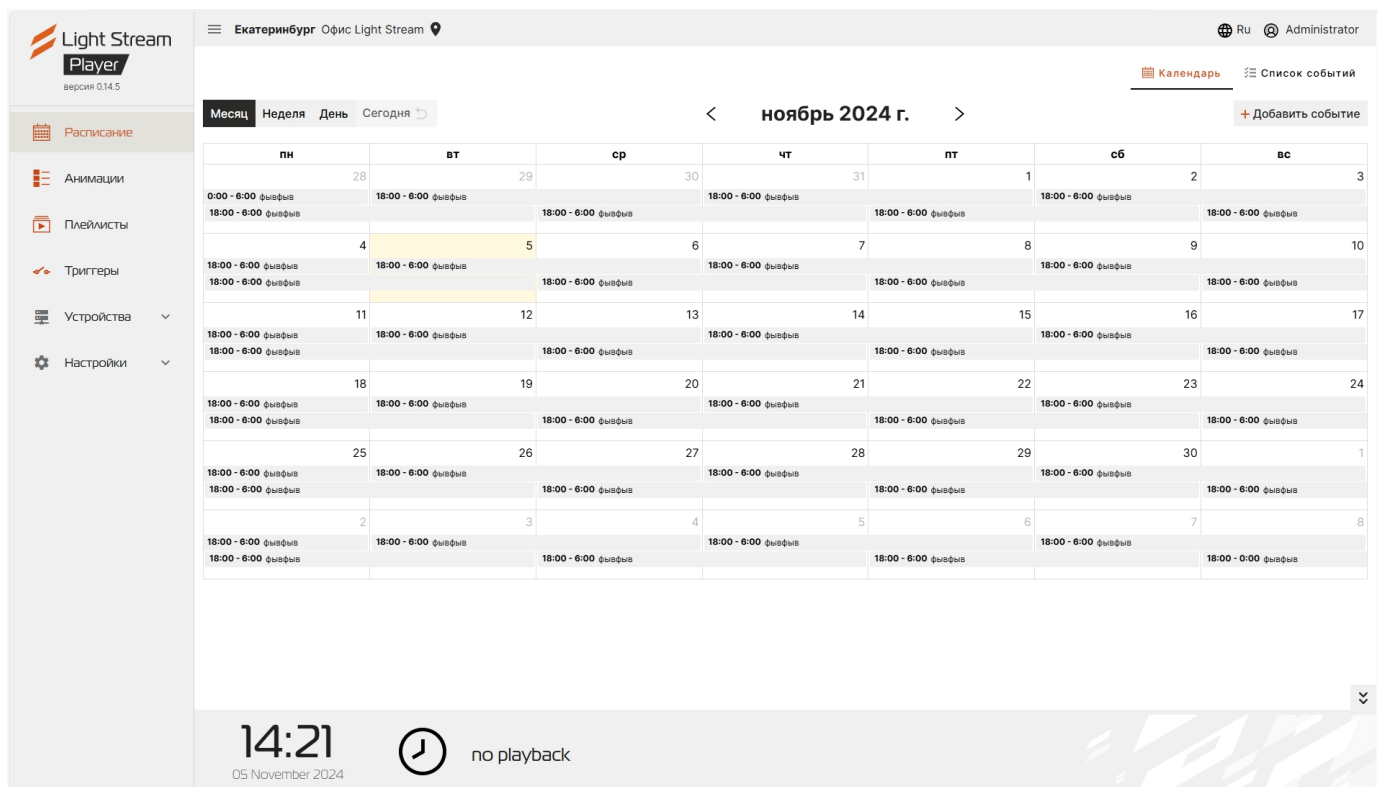 Light Stream
Player
версия 0.14.5
Екатеринбург Офис Light Stream
Ru Administrator
Расписание
Анимации
Плейлисты
Триггеры
Устройства
Настройки
Календарь Список событий
Месяц Неделя День Сегодня
ноябрь 2024 г.
+ Добавить событие
пн вт ср чт пт сб вс
28 29 30 31 1 2 3
0:00 - 6:00 фывфыв 18:00 - 6:00 фывфыв 18:00 - 6:00 фывфыв 18:00 - 6:00 фывфыв
18:00 - 6:00 фывфыв 18:00 - 6:00 фывфыв 18:00 - 6:00 фывфыв 18:00 - 6:00 фывфыв
4 5 6 7 8 9 10
18:00 - 6:00 фывфыв 18:00 - 6:00 фывфыв 18:00 - 6:00 фывфыв 18:00 - 6:00 фывфыв
18:00 - 6:00 фывфыв 18:00 - 6:00 фывфыв 18:00 - 6:00 фывфыв 18:00 - 6:00 фывфыв
11 12 13 14 15 16 17
18:00 - 6:00 фывфыв 18:00 - 6:00 фывфыв 18:00 - 6:00 фывфыв 18:00 - 6:00 фывфыв
18:00 - 6:00 фывфыв 18:00 - 6:00 фывфыв 18:00 - 6:00 фывфыв 18:00 - 6:00 фывфыв
18 19 20 21 22 23 24
18:00 - 6:00 фывфыв 18:00 - 6:00 фывфыв 18:00 - 6:00 фывфыв 18:00 - 6:00 фывфыв
18:00 - 6:00 фывфыв 18:00 - 6:00 фывфыв 18:00 - 6:00 фывфыв 18:00 - 6:00 фывфыв
25 26 27 28 29 30 1
18:00 - 6:00 фывфыв 18:00 - 6:00 фывфыв 18:00 - 6:00 фывфыв 18:00 - 6:00 фывфыв
18:00 - 6:00 фывфыв 18:00 - 6:00 фывфыв 18:00 - 6:00 фывфыв 18:00 - 6:00 фывфыв
2 3 4 5 6 7 8
18:00 - 6:00 фывфыв 18:00 - 6:00 фывфыв 18:00 - 6:00 фывфыв 18:00 - 6:00 фывфыв
18:00 - 6:00 фывфыв 18:00 - 6:00 фывфыв 18:00 - 6:00 фывфыв 18:00 - 0:00 фывфыв
14:21
05 November 2024
no playback